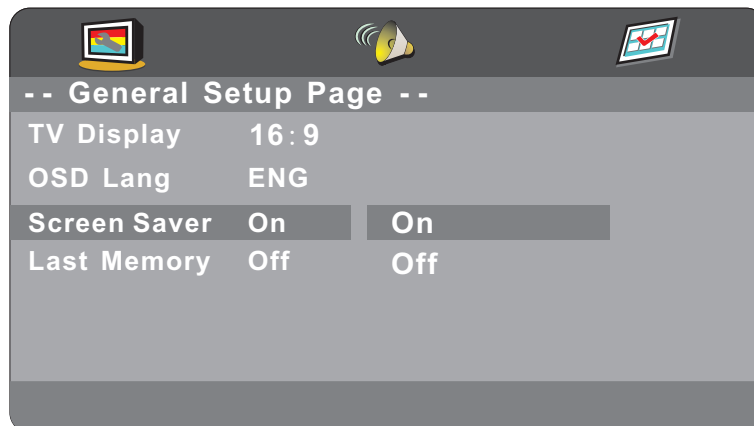 -- General Setup Page --
TV Display 16:9
OSD Lang ENG
Screen Saver On On
Last Memory Off Off